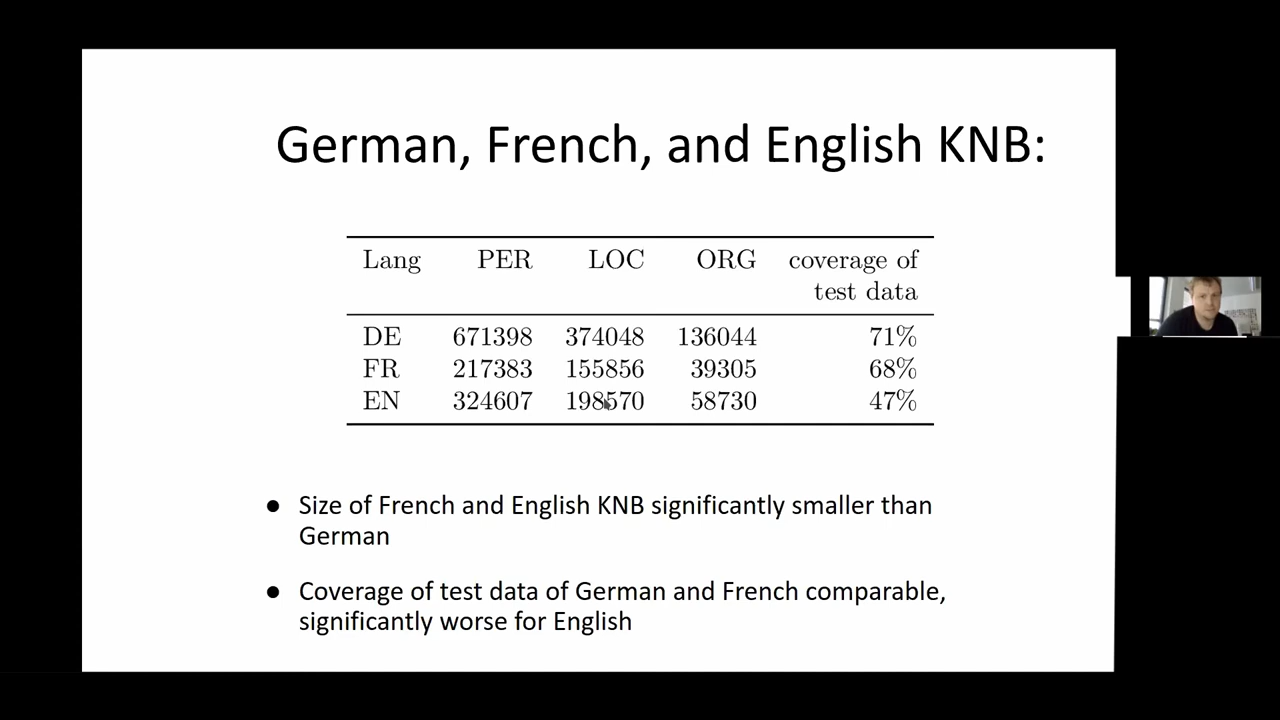 German, French, and English KNB:
Lang PER LOC ORG coverage of
test data
DE 671398 374048 136044 71%
FR 217383 155856 39305 68%
EN 324607 198570 58730 47%
● Size of French and English KNB significantly smaller than
German
● Coverage of test data of German and French comparable,
significantly worse for English